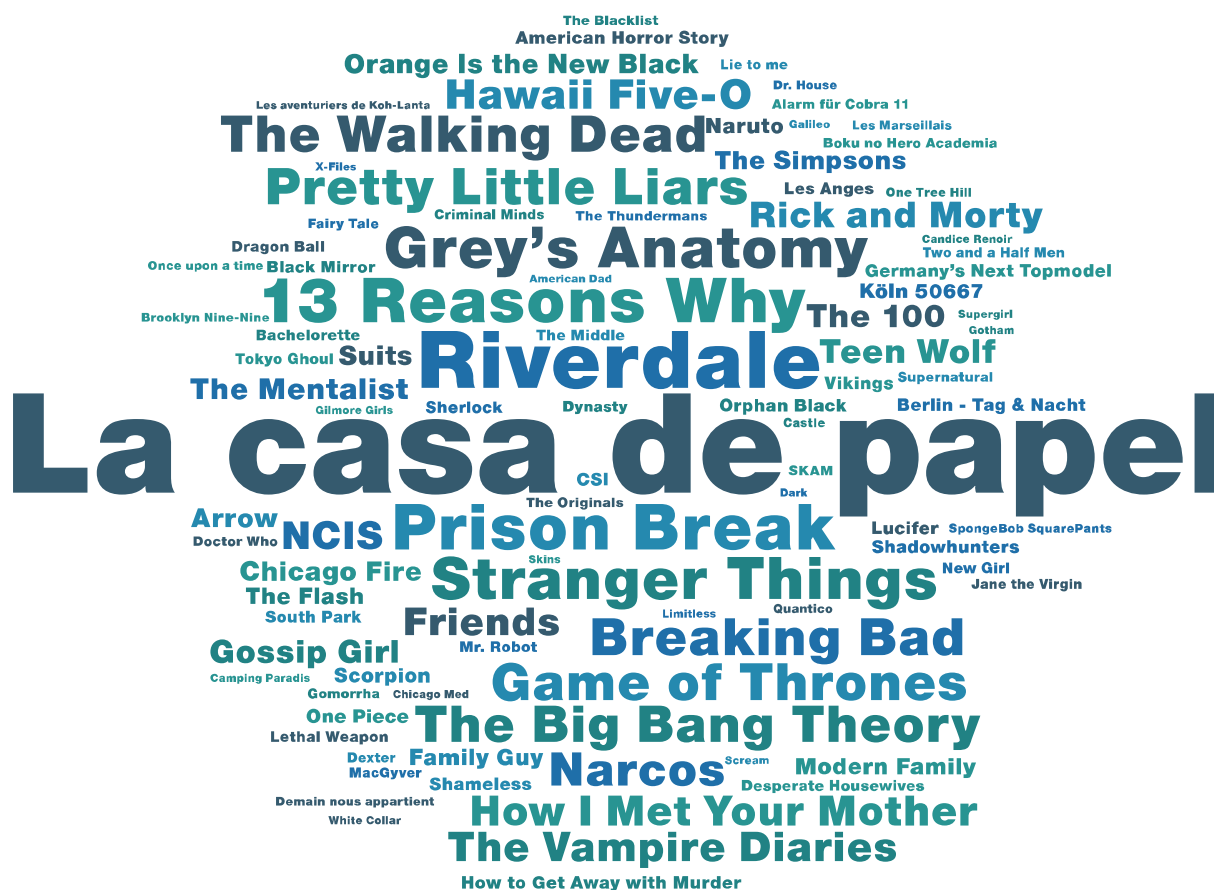 The Blacklist
American Horror Story
Orange Is the New Black
Lie to me
Hawaii Five-O
Dr. House
Les aventuriers de Koh-Lanta
Alarm für Cobra 11
The Walking Dead
Naruto
Galileo
Les Marseillais
Boku no Hero Academia
The Simpsons
X-Files
Pretty Little Liars
Les Anges
One Tree Hill
Criminal Minds
The Thundermans
Rick and Morty
Fairy Tale
Dragon Ball
Grey’s Anatomy
Candice Renoir
Two and a Half Men
Once upon a time
Black Mirror
American Dad
Germany’s Next Topmodel
Köln 50667
13 Reasons Why
Brooklyn Nine-Nine
The 100
Supergirl
Gotham
Bachelorette
The Middle
Tokyo Ghoul
Suits
Riverdale
Teen Wolf
The Mentalist
Vikings
Supernatural
Gilmore Girls
Sherlock
Dynasty
Orphan Black
Berlin - Tag & Nacht
Castle
La casa de papel
CSI
SKAM
Dark
The Originals
Arrow
Doctor Who
NCIS
Prison Break
Lucifer
SpongeBob SquarePants
Shadowhunters
Skins
Chicago Fire
Stranger Things
New Girl
Jane the Virgin
The Flash
South Park
Friends
Limitless
Quantico
Mr. Robot
Breaking Bad
Gossip Girl
Camping Paradis
Scorpion
Game of Thrones
Gomorrha
Chicago Med
One Piece
The Big Bang Theory
Lethal Weapon
Dexter
Family Guy
Narcos
Scream
Modern Family
MacGyver
Shameless
Desperate Housewives
Demain nous appartient
How I Met Your Mother
White Collar
The Vampire Diaries
How to Get Away with Murder